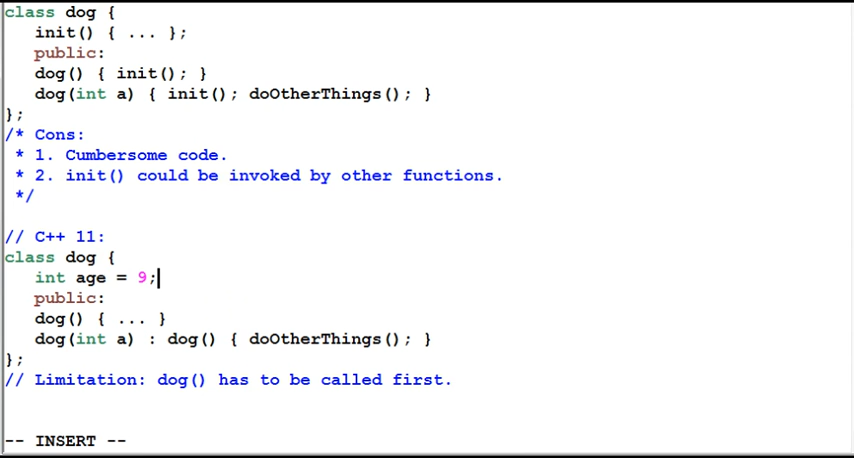 class dog {
init() { ... };
public:
dog() { init(); }
dog(int a) { init(); doOtherThings(); }
};
/* Cons:
* 1. Cumbersome code.
* 2. init() could be invoked by other functions.
*/
// C++ 11:
class dog {
int age = 9;
public:
dog() { ... }
dog(int a) : dog() { doOtherThings(); }
};
// Limitation: dog() has to be called first.
-- INSERT --